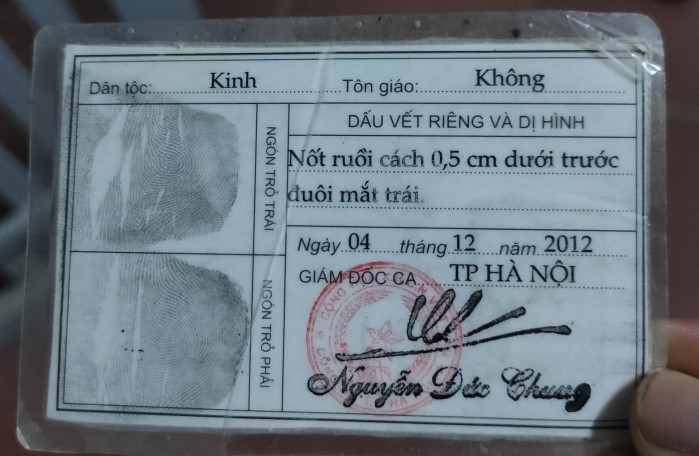 Dân tộc: Kinh Tôn giáo: Không
NGÓN TRỎ TRÁI
DẤU VẾT RIÊNG VÀ DỊ HÌNH
Nốt ruồi cách 0,5 cm dưới trước
đuôi mắt trái.
NGÓN TRỎ PHẢI
Ngày 04 tháng 12 năm 2012
GIÁM ĐỐC CA TP HÀ NỘI
Nguyễn Đức Chung